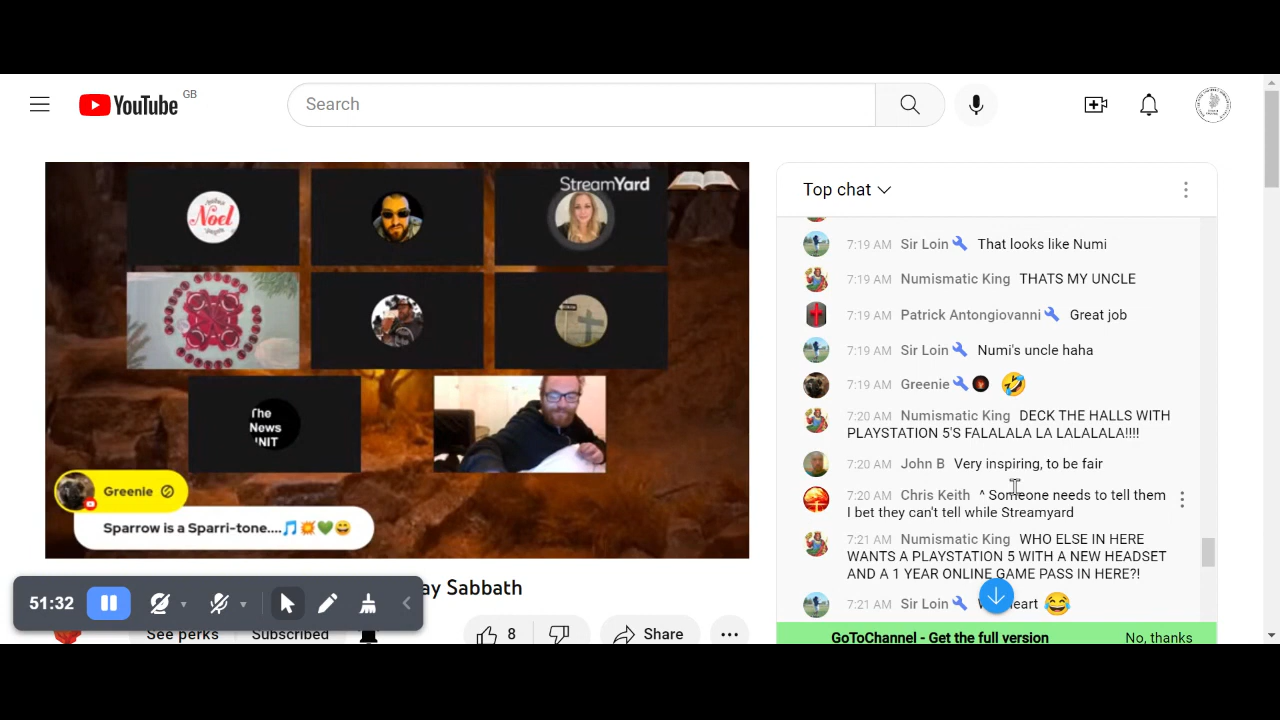 YouTube GB
Search
StreamYard
Noel
The
News
UNIT
Greenie
Sparrow is a Sparri-tone....🎵💥💚😄
51:32
ay Sabbath
See perks
Subscribed
8
Share
Top chat
7:19 AM Sir Loin That looks like Numi
7:19 AM Numismatic King THATS MY UNCLE
7:19 AM Patrick Antongiovanni Great job
7:19 AM Sir Loin Numi's uncle haha
7:19 AM Greenie 🤣
7:20 AM Numismatic King DECK THE HALLS WITH
PLAYSTATION 5'S FALALALA LA LALALALA!!!!
7:20 AM John B Very inspiring, to be fair
7:20 AM Chris Keith ^ Someone needs to tell them
I bet they can't tell while Streamyard
7:21 AM Numismatic King WHO ELSE IN HERE
WANTS A PLAYSTATION 5 WITH A NEW HEADSET
AND A 1 YEAR ONLINE GAME PASS IN HERE?!
7:21 AM Sir Loin heart 😂
GoToChannel - Get the full version
No, thanks